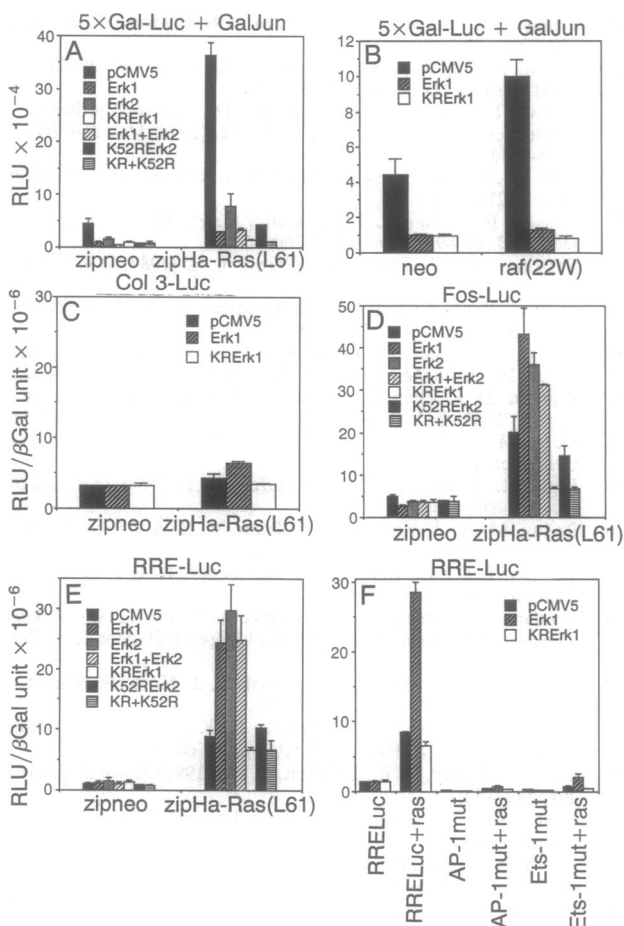 5×Gal-Luc + GalJun
A
RLU × 10-4
40
30
20
10
0
pCMV5
Erk1
Erk2
KRErk1
Erk1+Erk2
K52RErk2
KR+K52R
zipneo
zipHa-Ras(L61)
5×Gal-Luc + GalJun
B
12
10
8
6
4
2
0
pCMV5
Erk1
KRErk1
neo
raf(22W)
Col 3-Luc
C
RLU/βGal unit × 10-6
30
20
10
0
pCMV5
Erk1
KRErk1
zipneo
zipHa-Ras(L61)
Fos-Luc
D
50
40
30
20
10
0
pCMV5
Erk1
Erk2
Erk1+Erk2
KRErk1
K52RErk2
KR+K52R
zipneo
zipHa-Ras(L61)
RRE-Luc
E
RLU/βGal unit × 10-6
30
20
10
0
pCMV5
Erk1
Erk2
Erk1+Erk2
KRErk1
K52RErk2
KR+K52R
zipneo
zipHa-Ras(L61)
RRE-Luc
F
30
20
10
0
pCMV5
Erk1
KRErk1
RRELuc
RRELuc+ras
AP-1mut
AP-1mut+ras
Ets-1mut
Ets-1mut+ras